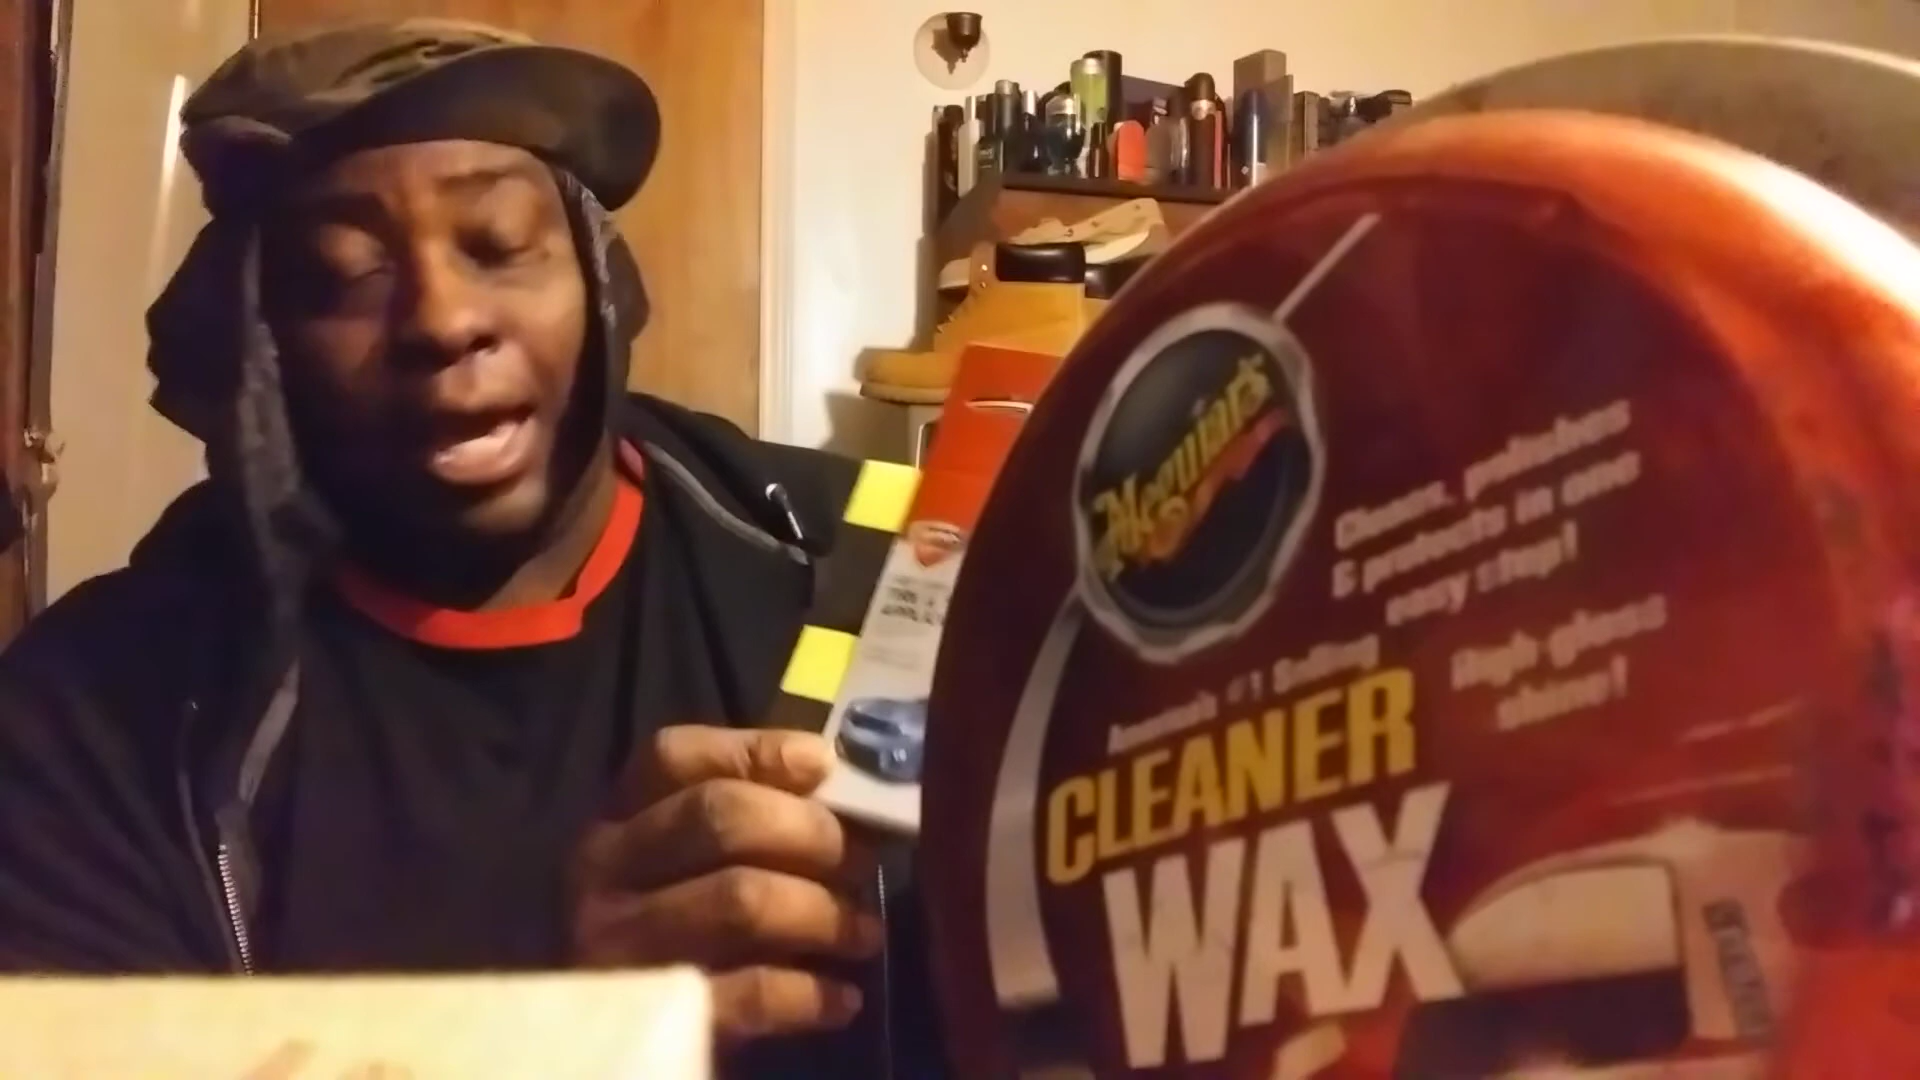 Meguiar's
Cleans, polishes
& protects in one
easy step!
High gloss
shine!
America's #1 Selling
CLEANER
WAX